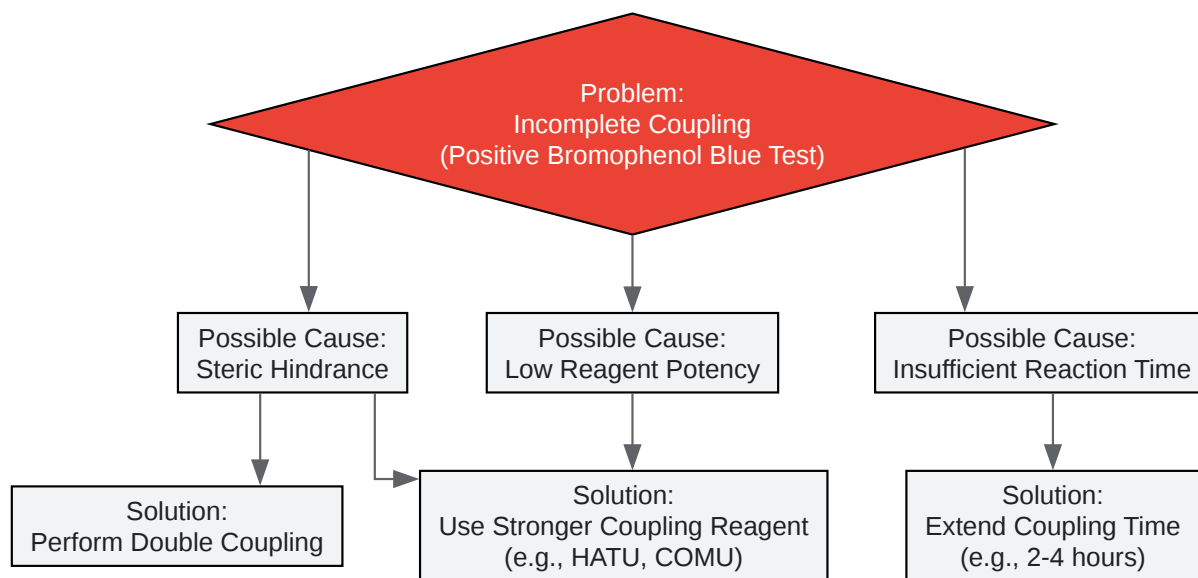 Problem:
Incomplete Coupling
(Positive Bromophenol Blue Test)
Possible Cause:
Steric Hindrance
Possible Cause:
Low Reagent Potency
Possible Cause:
Insufficient Reaction Time
Solution:
Perform Double Coupling
Solution:
Use Stronger Coupling Reagent
(e.g., HATU, COMU)
Solution:
Extend Coupling Time
(e.g., 2-4 hours)